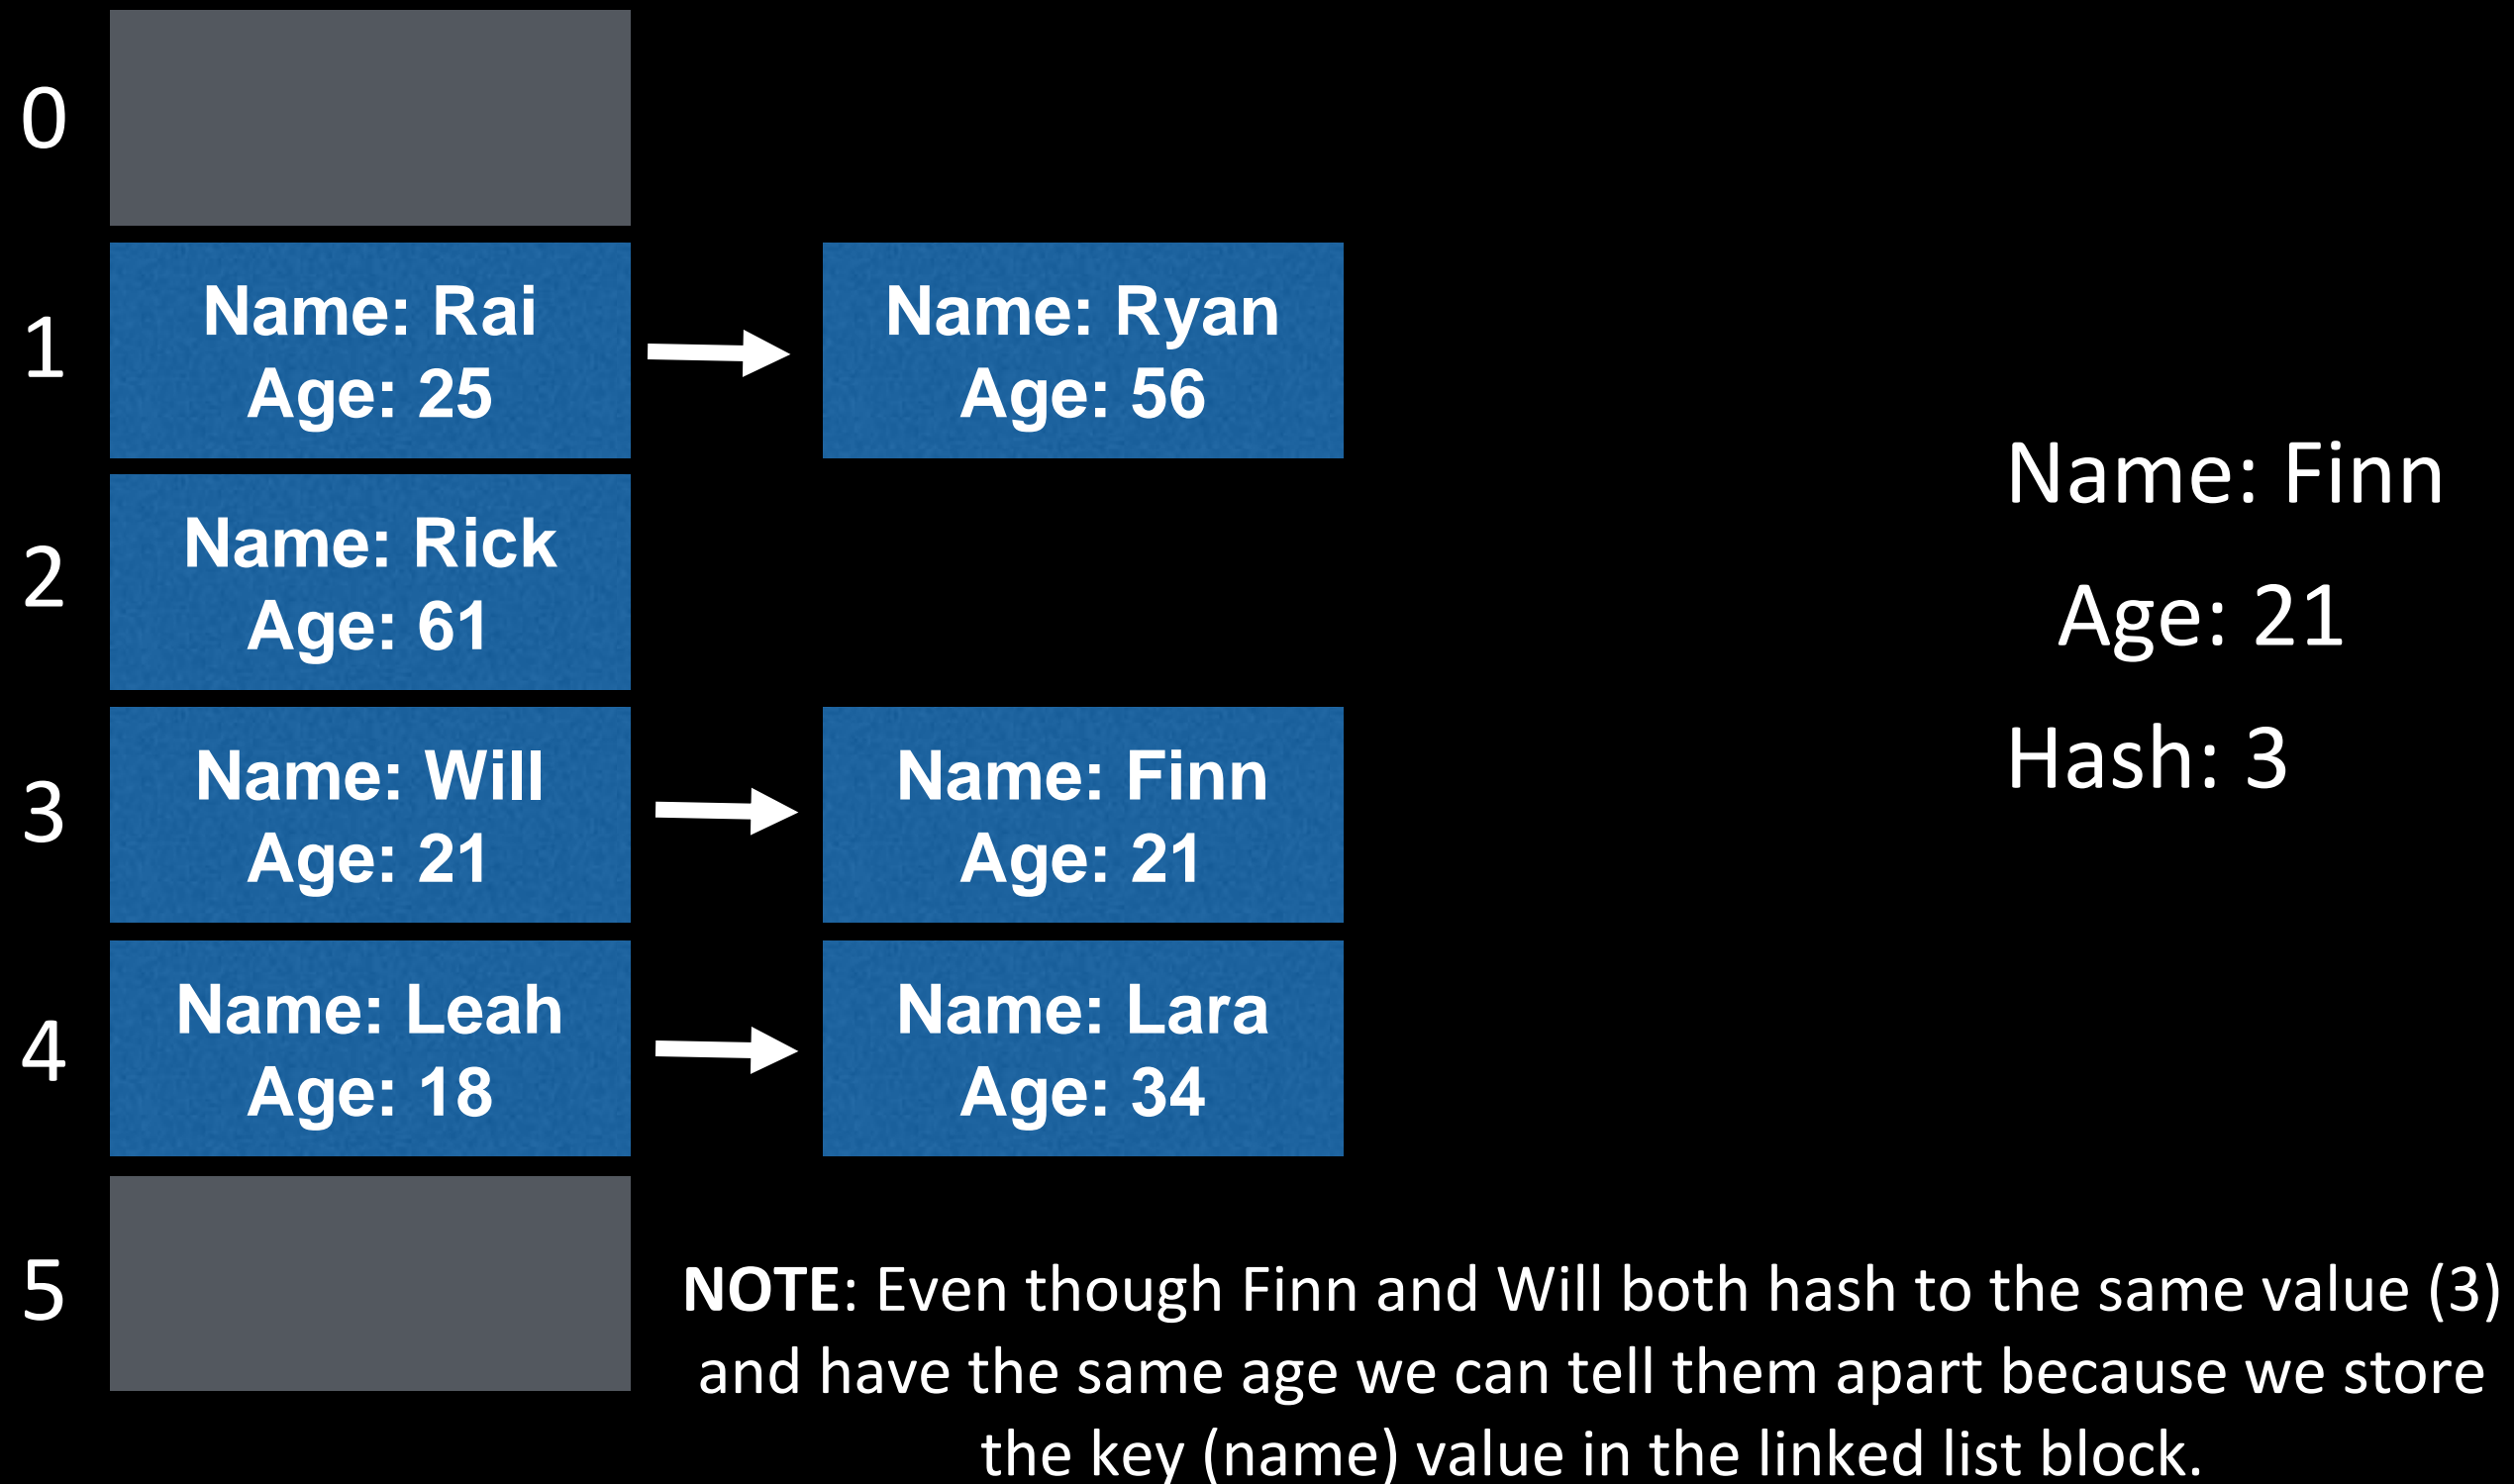 0
1
Name: Rai
Age: 25
Name: Ryan
Age: 56
2
Name: Rick
Age: 61
3
Name: Will
Age: 21
Name: Finn
Age: 21
4
Name: Leah
Age: 18
Name: Lara
Age: 34
5
Name: Finn
Age: 21
Hash: 3
NOTE: Even though Finn and Will both hash to the same value (3)
and have the same age we can tell them apart because we store
the key (name) value in the linked list block.